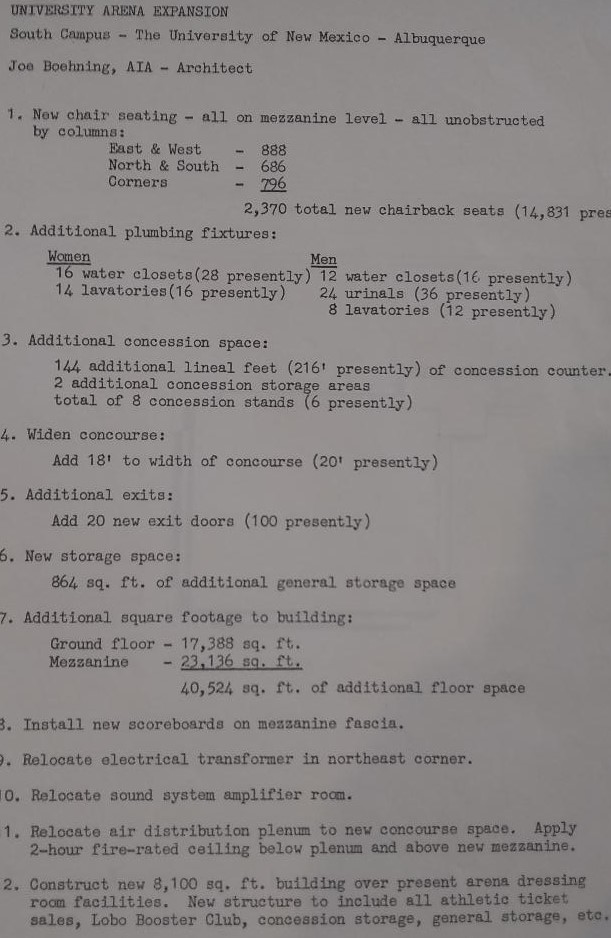 UNIVERSITY ARENA EXPANSION
South Campus - The University of New Mexico - Albuquerque
Joe Boehning, AIA - Architect
1. New chair seating - all on mezzanine level - all unobstructed
by columns:
East & West - 888
North & South - 686
Corners - 796
2,370 total new chairback seats (14,831 pres
2. Additional plumbing fixtures:
Women Men
16 water closets(28 presently) 12 water closets(16 presently)
14 lavatories(16 presently) 24 urinals (36 presently)
8 lavatories (12 presently)
3. Additional concession space:
144 additional lineal feet (216' presently) of concession counter.
2 additional concession storage areas
total of 8 concession stands (6 presently)
4. Widen concourse:
Add 18' to width of concourse (20' presently)
5. Additional exits:
Add 20 new exit doors (100 presently)
6. New storage space:
864 sq. ft. of additional general storage space
7. Additional square footage to building:
Ground floor - 17,388 sq. ft.
Mezzanine - 23,136 sq. ft.
40,524 sq. ft. of additional floor space
8. Install new scoreboards on mezzanine fascia.
9. Relocate electrical transformer in northeast corner.
10. Relocate sound system amplifier room.
1. Relocate air distribution plenum to new concourse space. Apply
2-hour fire-rated ceiling below plenum and above new mezzanine.
2. Construct new 8,100 sq. ft. building over present arena dressing
room facilities. New structure to include all athletic ticket
sales, Lobo Booster Club, concession storage, general storage, etc.